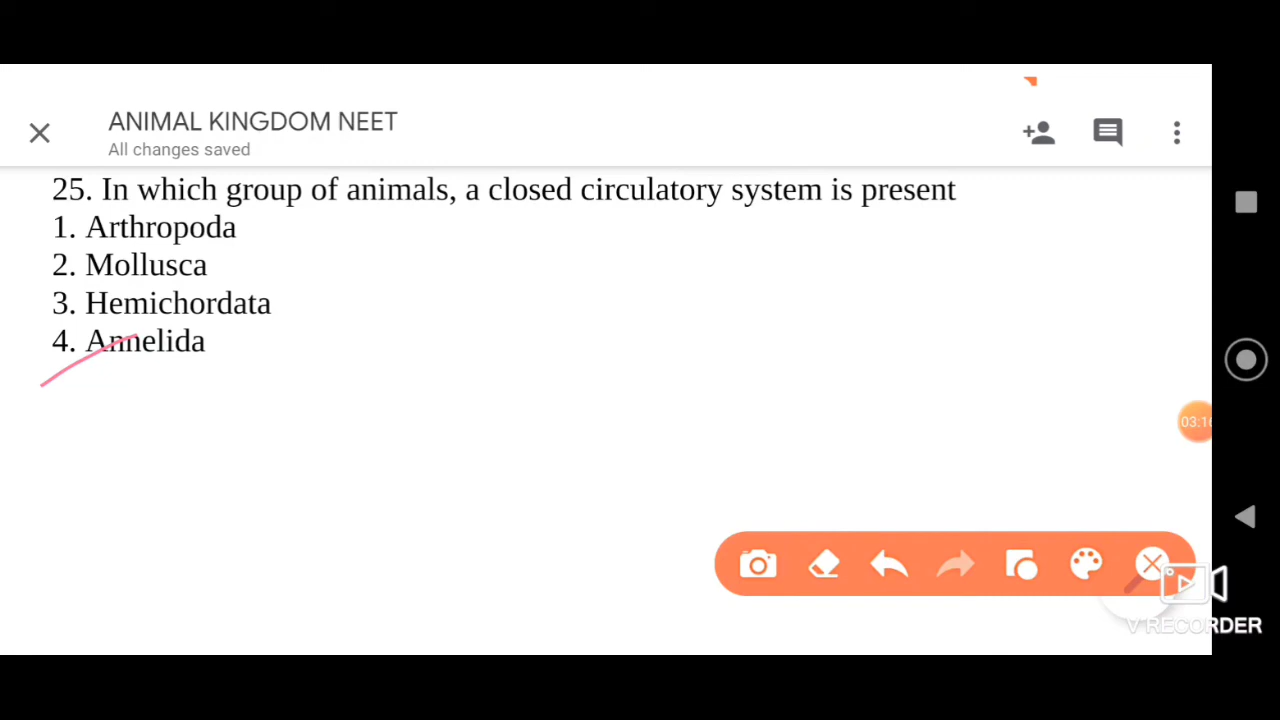 ANIMAL KINGDOM NEET
All changes saved
25. In which group of animals, a closed circulatory system is present
1. Arthropoda
2. Mollusca
3. Hemichordata
4. Annelida
V RECORDER